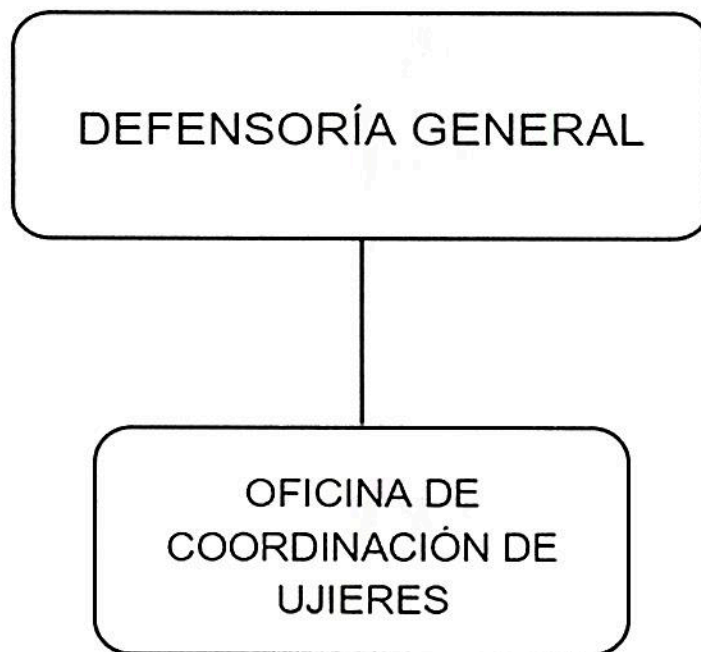 DEFENSORÍA GENERAL
OFICINA DE
COORDINACIÓN DE
UJIERES